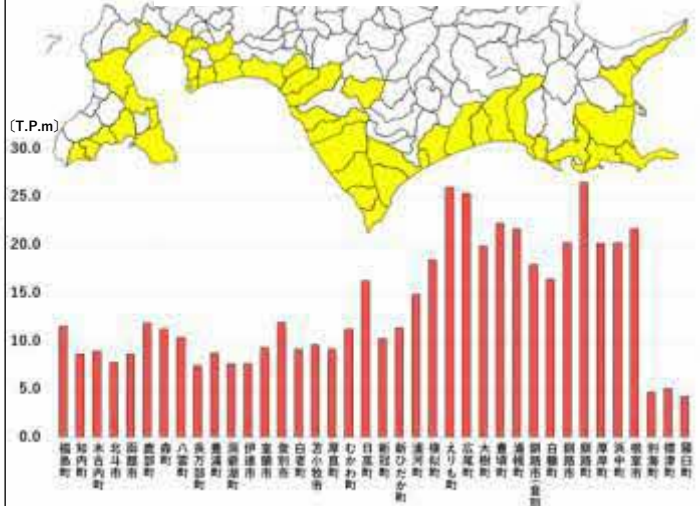 (T.P.m)
30.0
25.0
20.0
15.0
10.0
5.0
0.0
福島町
知内町
木古内町
北斗市
函館市
鹿部町
森町
八雲町
長万部町
豊浦町
洞爺湖町
伊達市
室蘭市
登別市
白老町
苫小牧市
厚真町
むかわ町
日高町
新冠町
新ひだか町
浦河町
様似町
えりも町
広尾町
大樹町
豊頃町
浦幌町
釧路市(音別
白糠町
釧路市
釧路町
厚岸町
浜中町
根室市
別海町
標津町
羅臼町